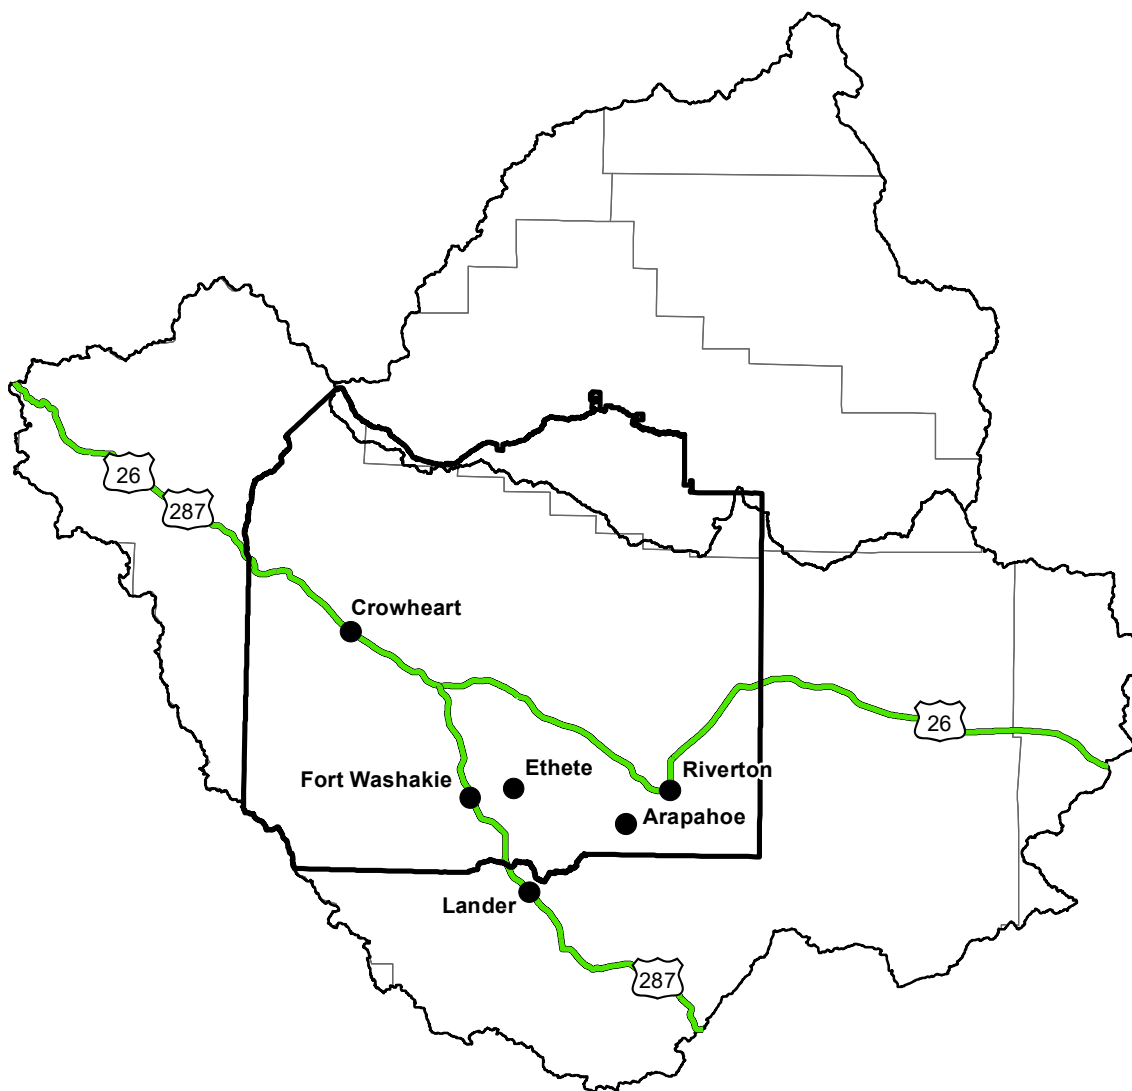 26
287
Crowheart
26
Ethete
Riverton
Fort Washakie
Arapahoe
Lander
287